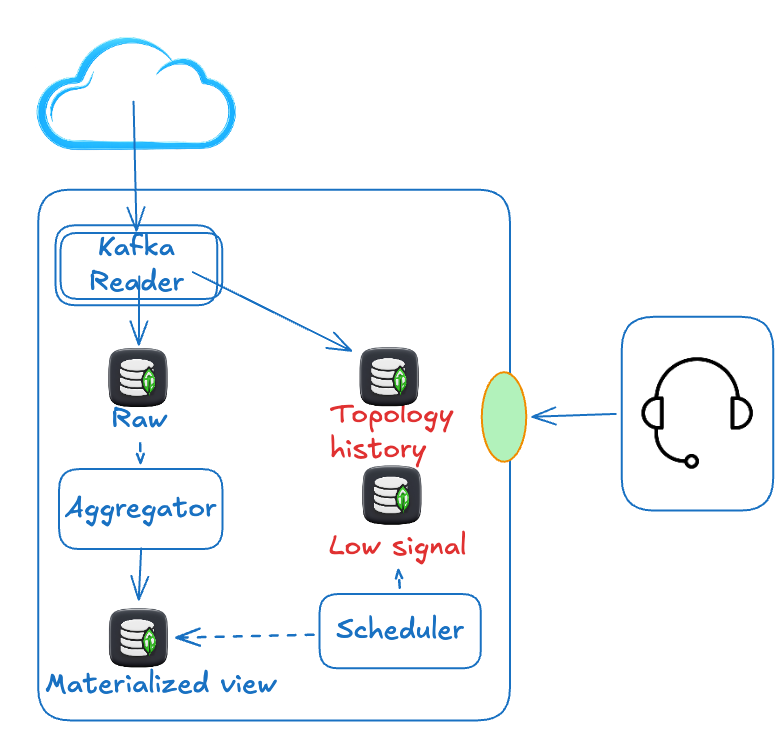 Kafka
Reader
Raw
Topology
history
Aggregator
Low signal
Scheduler
Materialized view